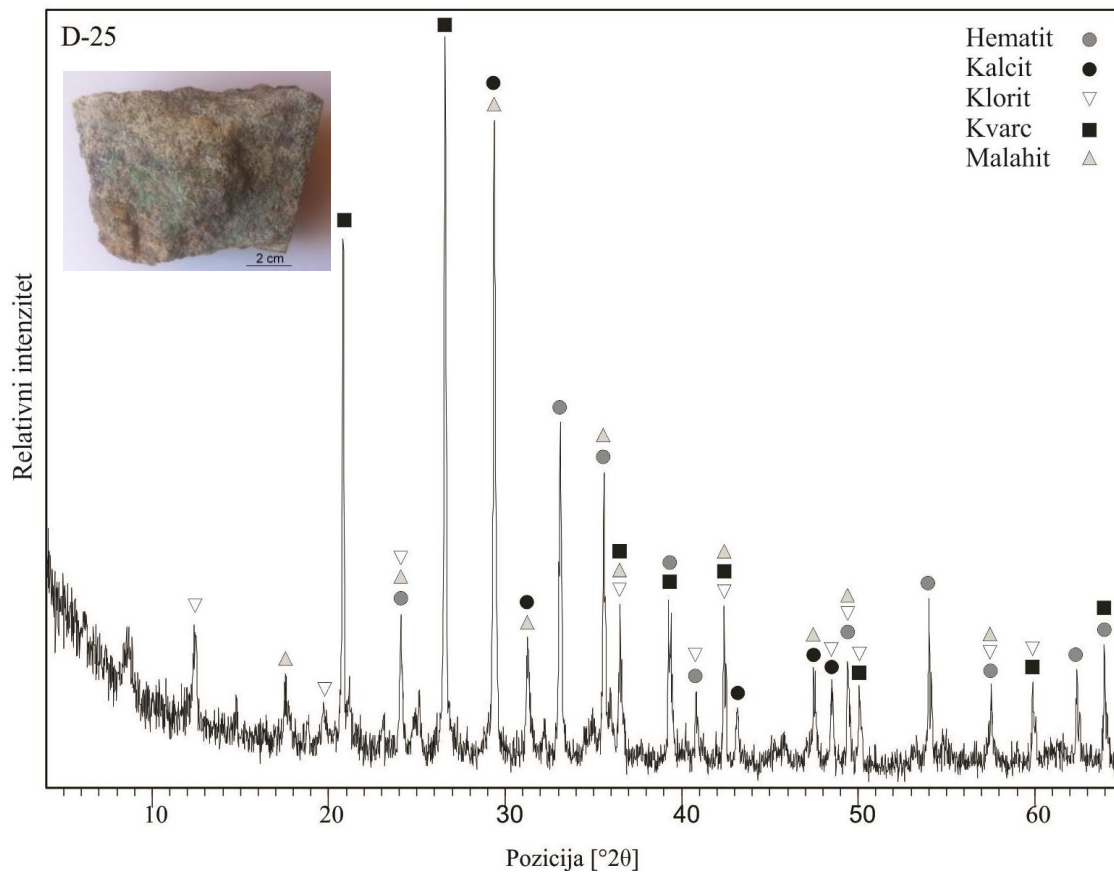 D-25
2 cm
Hematit
Kalcit
Klorit
Kvarc
Malahit
Relativni intenzitet
10 20 30 40 50 60
Pozicija [°2θ]